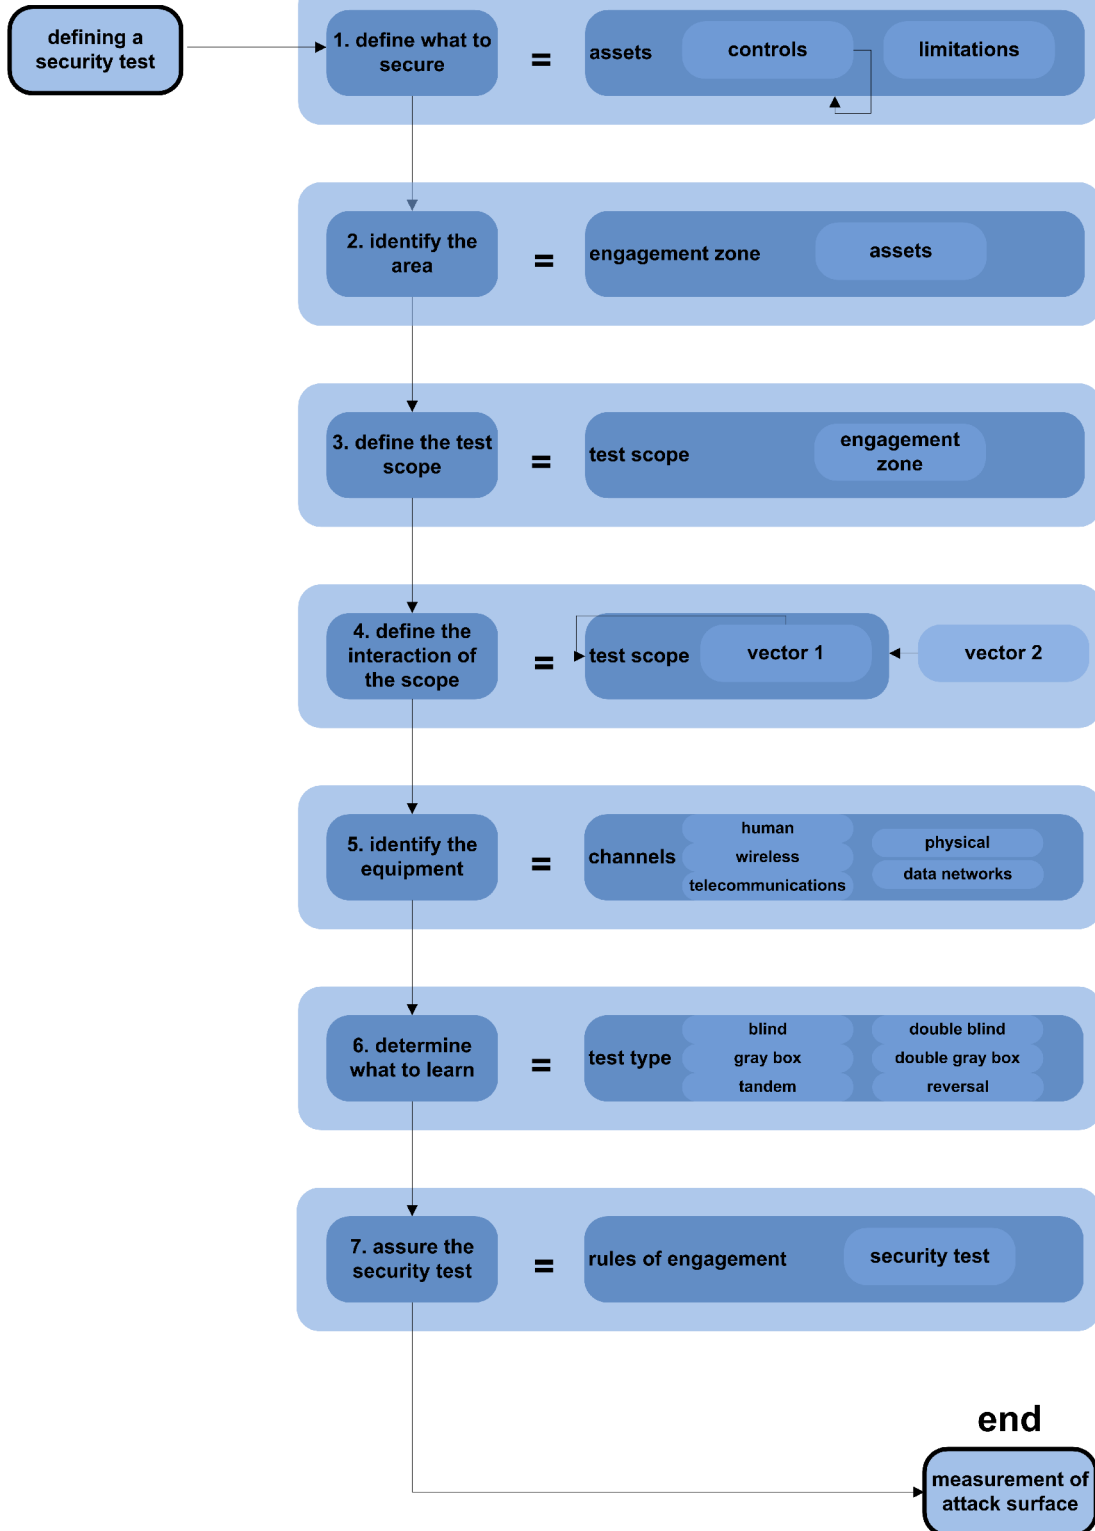 defining a
security test
1. define what to
secure
=
assets
controls
limitations
2. identify the
area
=
engagement zone
assets
3. define the test
scope
=
test scope
engagement
zone
4. define the
interaction of
the scope
=
test scope
vector 1
vector 2
5. identify the
equipment
=
channels
human
wireless
telecommunications
physical
data networks
6. determine
what to learn
=
test type
blind
gray box
tandem
double blind
double gray box
reversal
7. assure the
security test
=
rules of engagement
security test
end
measurement of
attack surface